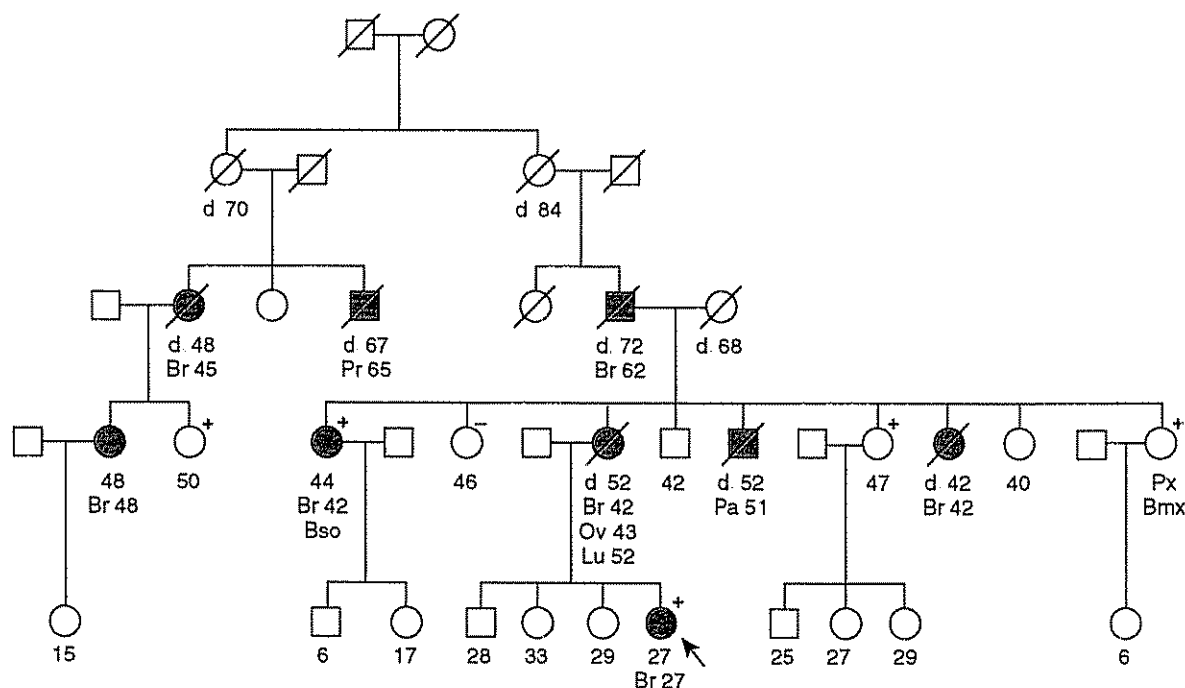 d. 70 d. 84
d. 48 d. 67 d. 72 d. 68
Br 45 Pr 65 Br 62
+ + − + +
48 50 44 46 d. 52 42 d. 52 47 d. 42 40 Px
Br 48 Br 42 Br 42 Pa 51 Br 42 Bmx
Bso Ov 43
Lu 52
+
15 6 17 28 33 29 27 25 27 29 6
Br 27